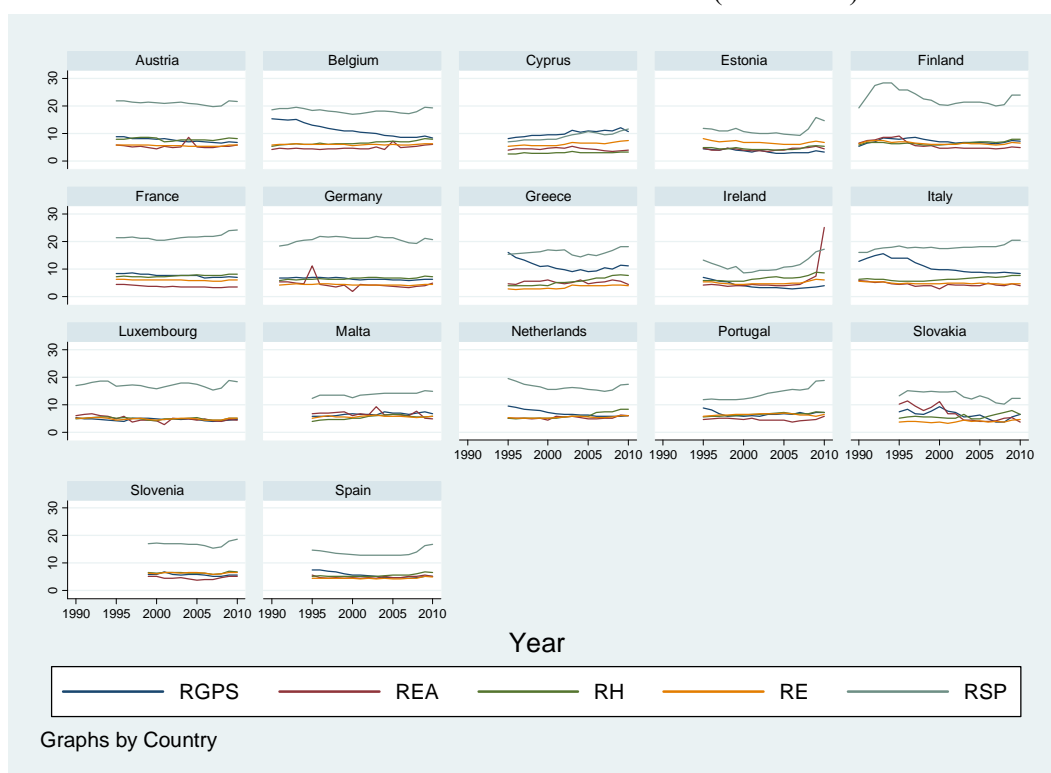 Austria Belgium Cyprus Estonia Finland
0 10 20 30
France Germany Greece Ireland Italy
0 10 20 30
Luxembourg Malta Netherlands Portugal Slovakia
0 10 20 30
1990 1995 2000 2005 2010 1990 1995 2000 2005 2010 1990 1995 2000 2005 2010
Slovenia Spain
0 10 20 30
1990 1995 2000 2005 2010 1990 1995 2000 2005 2010
Year
RGPS REA RH RE RSP
Graphs by Country